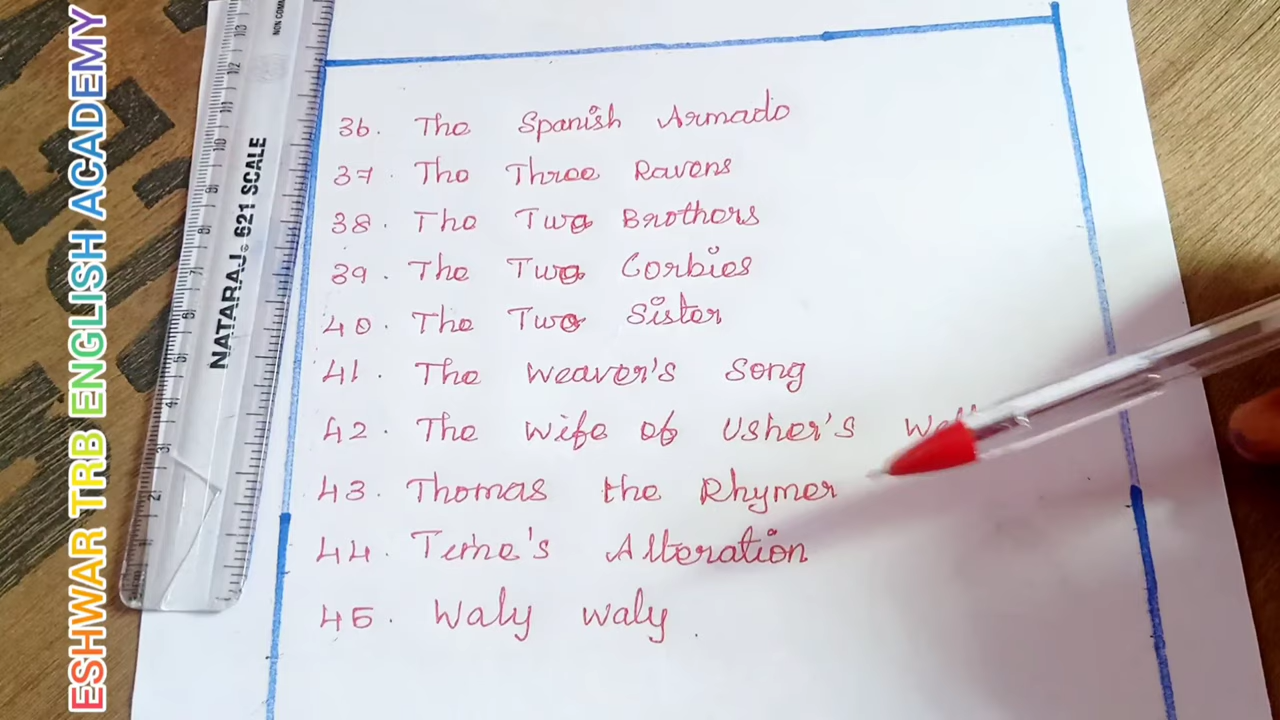 ESHWAR TRB ENGLISH ACADEMY
NATARAJ 621 SCALE
36. The Spanish Armado
37. The Three Ravens
38. The Two Brothers
39. The Two Corbies
40. The Two Sister
41. The Weaver's Song
42. The Wife of Usher's
43. Thomas the Rhymer
44. Time's Alteration
45. Waly Waly.